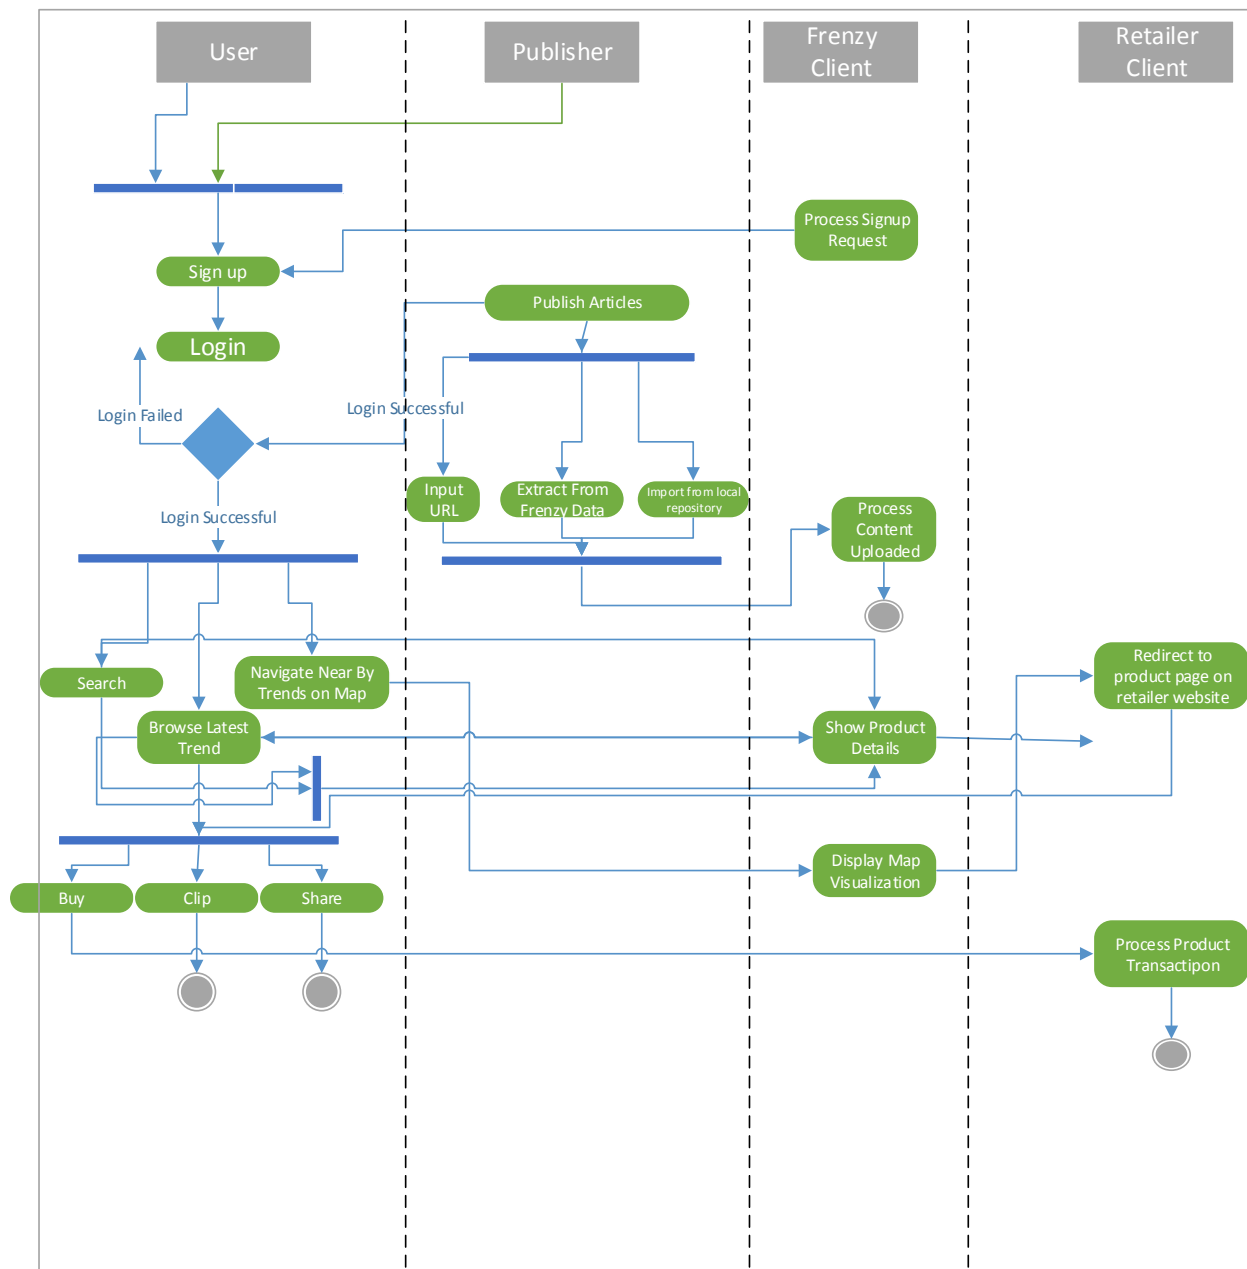 User
Publisher
Frenzy
Client
Retailer
Client
Process Signup
Request
Sign up
Publish Articles
Login
Login Failed
Login Successful
Input
URL
Extract From
Frenzy Data
Import from local
repository
Process
Content
Uploaded
Login Successful
Search
Navigate Near By
Trends on Map
Redirect to
product page on
retailer website
Browse Latest
Trend
Show Product
Details
Display Map
Visualization
Buy
Clip
Share
Process Product
Transactipon